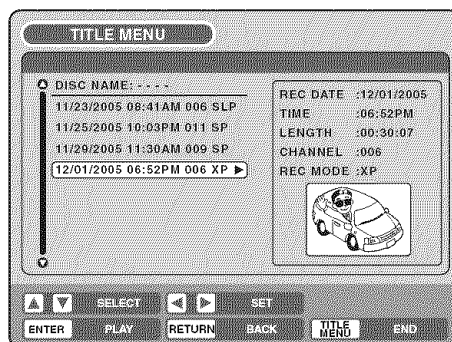 TITLE MENU
DISC NAME: - - - -
11/23/2005 08:41AM 006 SLP
11/25/2005 10:03PM 011 SP
11/29/2005 11:30AM 009 SP
12/01/2005 06:52PM 006 XP
REC DATE :12/01/2005
TIME :06:52PM
LENGTH :00:30:07
CHANNEL :006
REC MODE :XP
SELECT SET
ENTER PLAY RETURN BACK TITLE MENU END